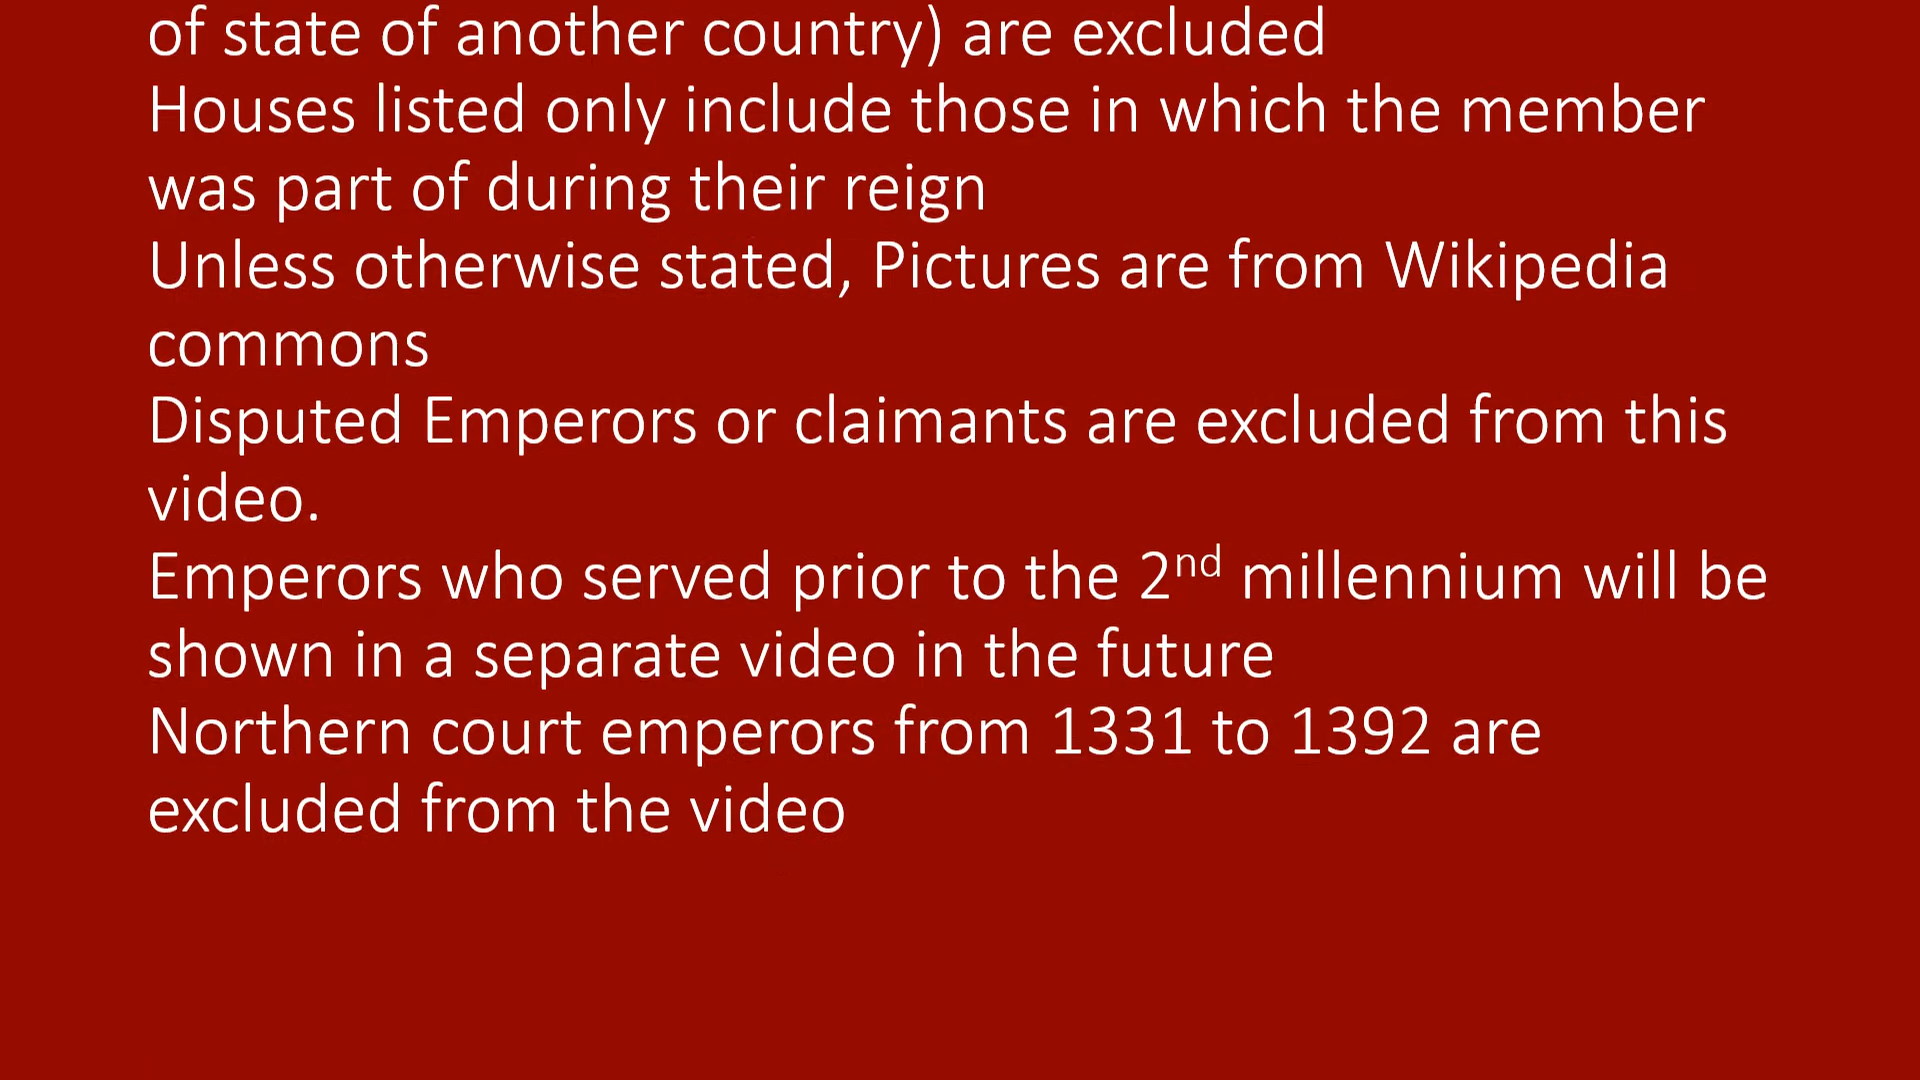 of state of another country) are excluded
Houses listed only include those in which the member
was part of during their reign
Unless otherwise stated, Pictures are from Wikipedia
commons
Disputed Emperors or claimants are excluded from this
video.
Emperors who served prior to the 2nd millennium will be
shown in a separate video in the future
Northern court emperors from 1331 to 1392 are
excluded from the video